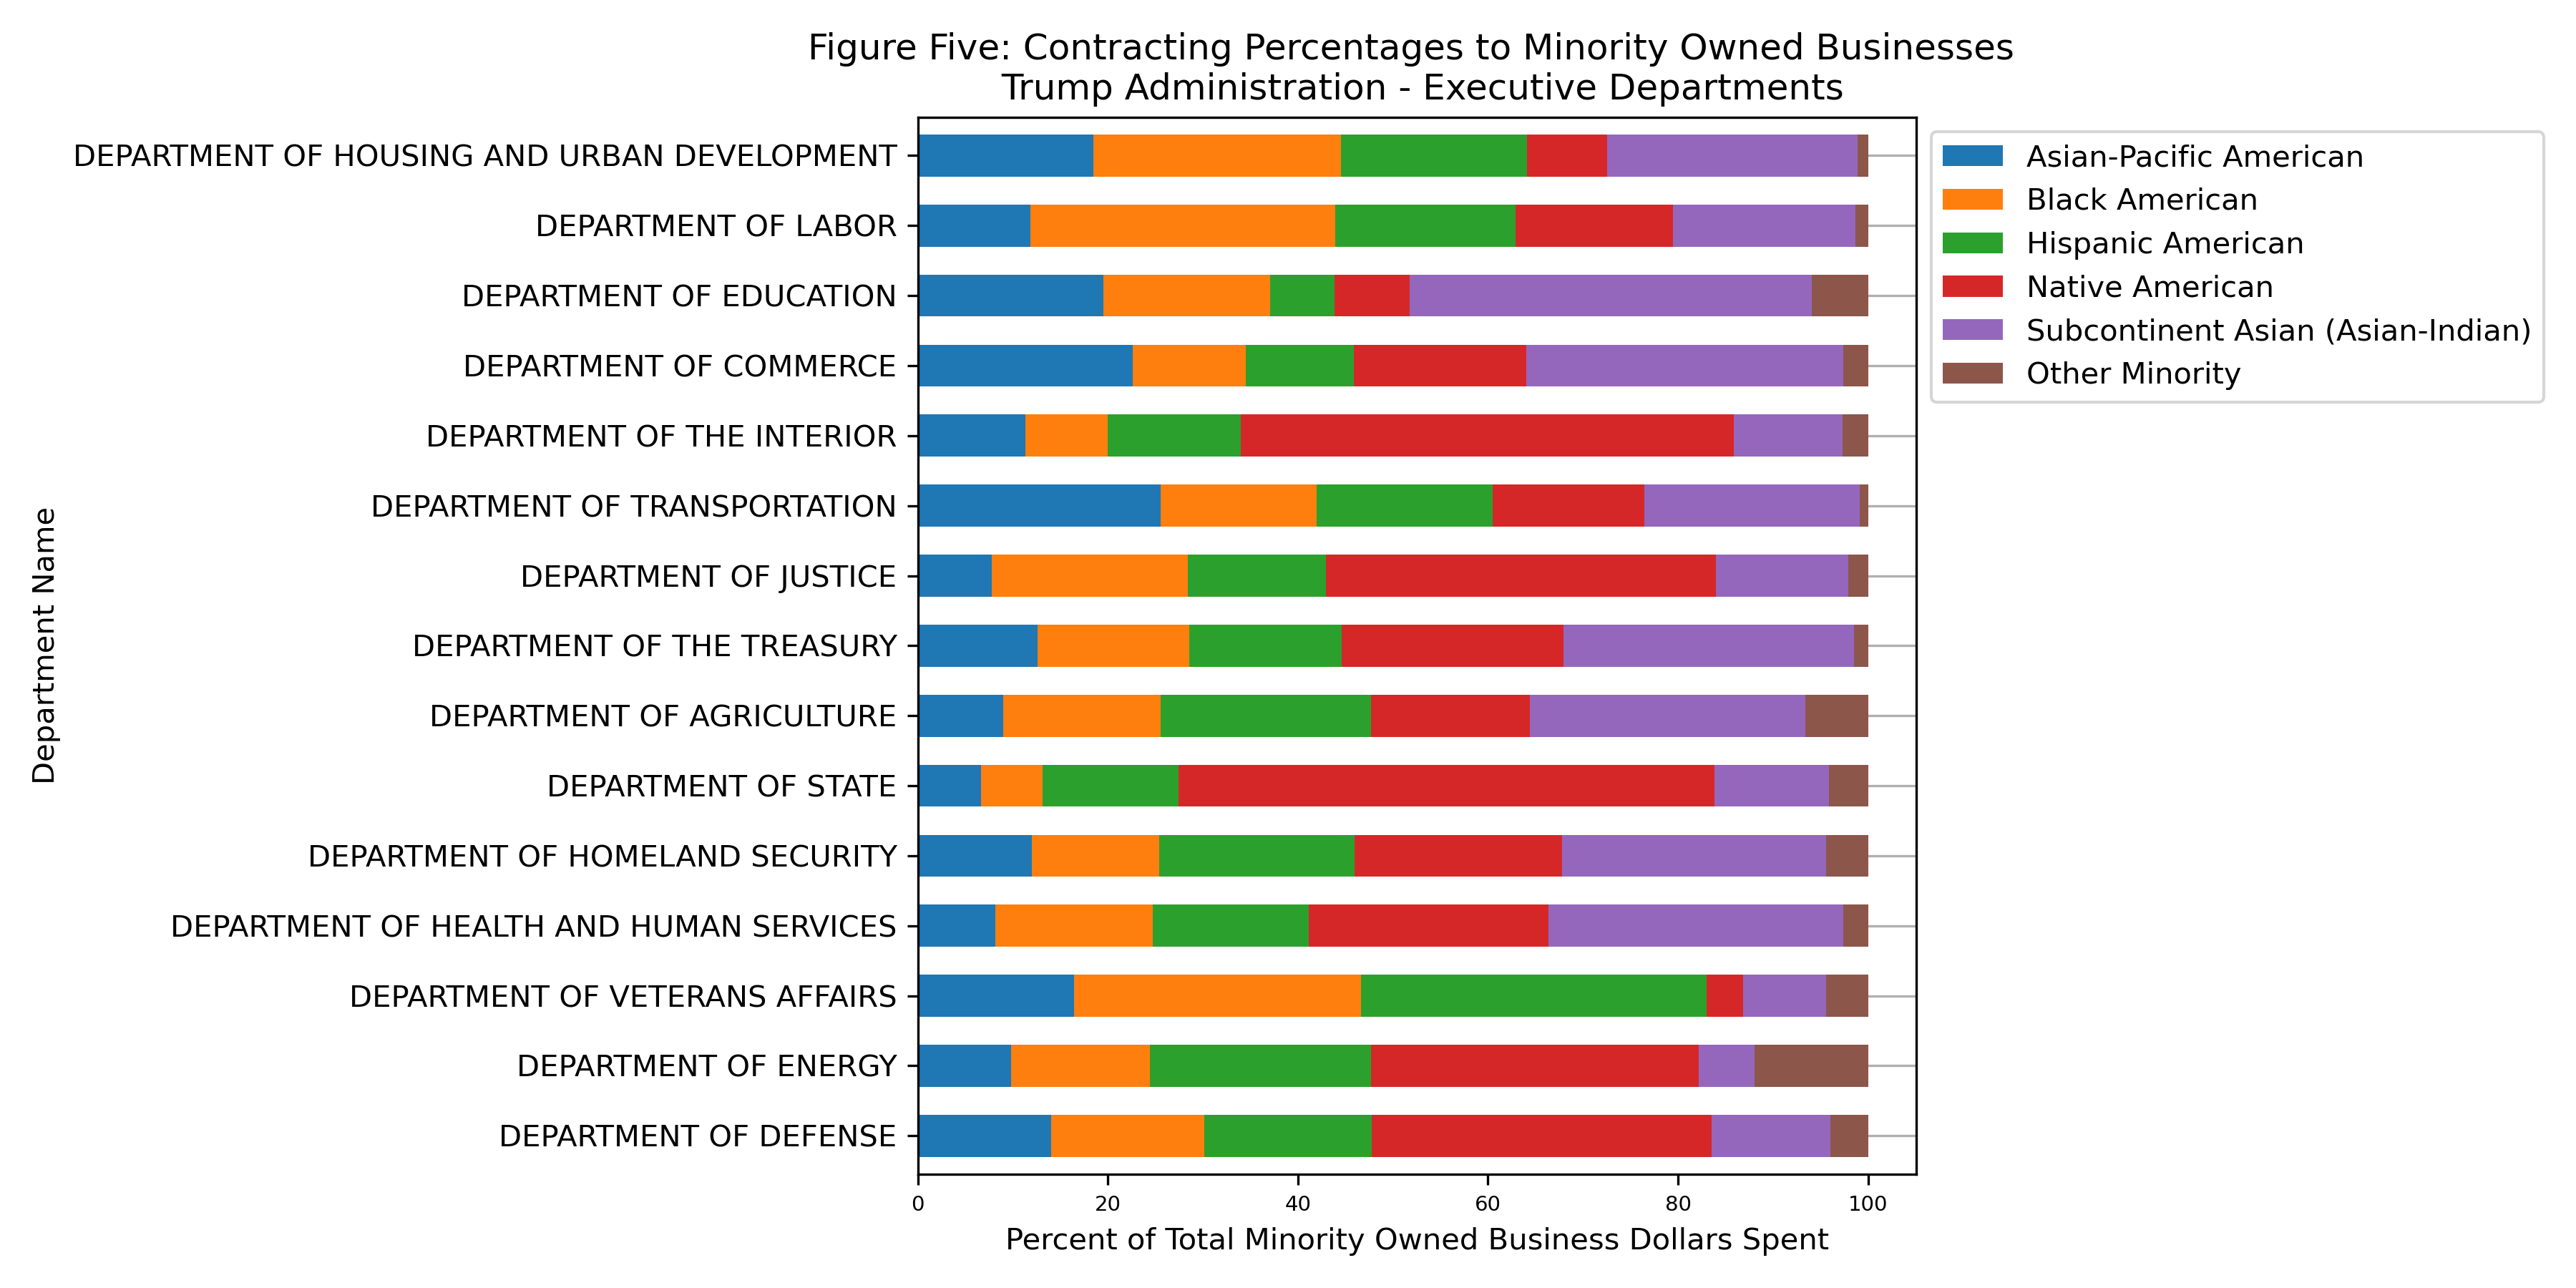 Figure Five: Contracting Percentages to Minority Owned Businesses
Trump Administration - Executive Departments
Department Name
DEPARTMENT OF HOUSING AND URBAN DEVELOPMENT
DEPARTMENT OF LABOR
DEPARTMENT OF EDUCATION
DEPARTMENT OF COMMERCE
DEPARTMENT OF THE INTERIOR
DEPARTMENT OF TRANSPORTATION
DEPARTMENT OF JUSTICE
DEPARTMENT OF THE TREASURY
DEPARTMENT OF AGRICULTURE
DEPARTMENT OF STATE
DEPARTMENT OF HOMELAND SECURITY
DEPARTMENT OF HEALTH AND HUMAN SERVICES
DEPARTMENT OF VETERANS AFFAIRS
DEPARTMENT OF ENERGY
DEPARTMENT OF DEFENSE
0 20 40 60 80 100
Percent of Total Minority Owned Business Dollars Spent
Asian-Pacific American
Black American
Hispanic American
Native American
Subcontinent Asian (Asian-Indian)
Other Minority